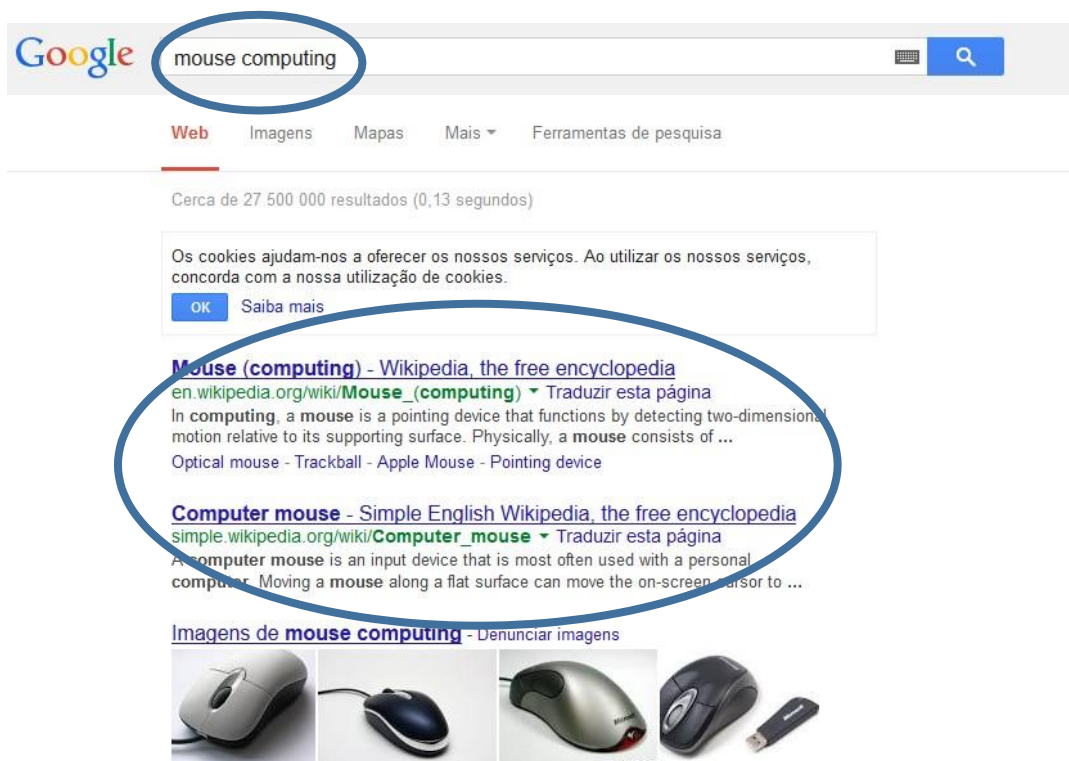 Google mouse computing
Web Imagens Mapas Mais Ferramentas de pesquisa
Cerca de 27 500 000 resultados (0,13 segundos)
Os cookies ajudam-nos a oferecer os nossos serviços. Ao utilizar os nossos serviços,
concorda com a nossa utilização de cookies.
OK Saiba mais
Mouse (computing) - Wikipedia, the free encyclopedia
en.wikipedia.org/wiki/Mouse_(computing) Traduzir esta página
In computing, a mouse is a pointing device that functions by detecting two-dimensional
motion relative to its supporting surface. Physically, a mouse consists of ...
Optical mouse - Trackball - Apple Mouse - Pointing device
Computer mouse - Simple English Wikipedia, the free encyclopedia
simple.wikipedia.org/wiki/Computer_mouse Traduzir esta página
A computer mouse is an input device that is most often used with a personal
computer. Moving a mouse along a flat surface can move the on-screen cursor to ...
Imagens de mouse computing - Denunciar imagens